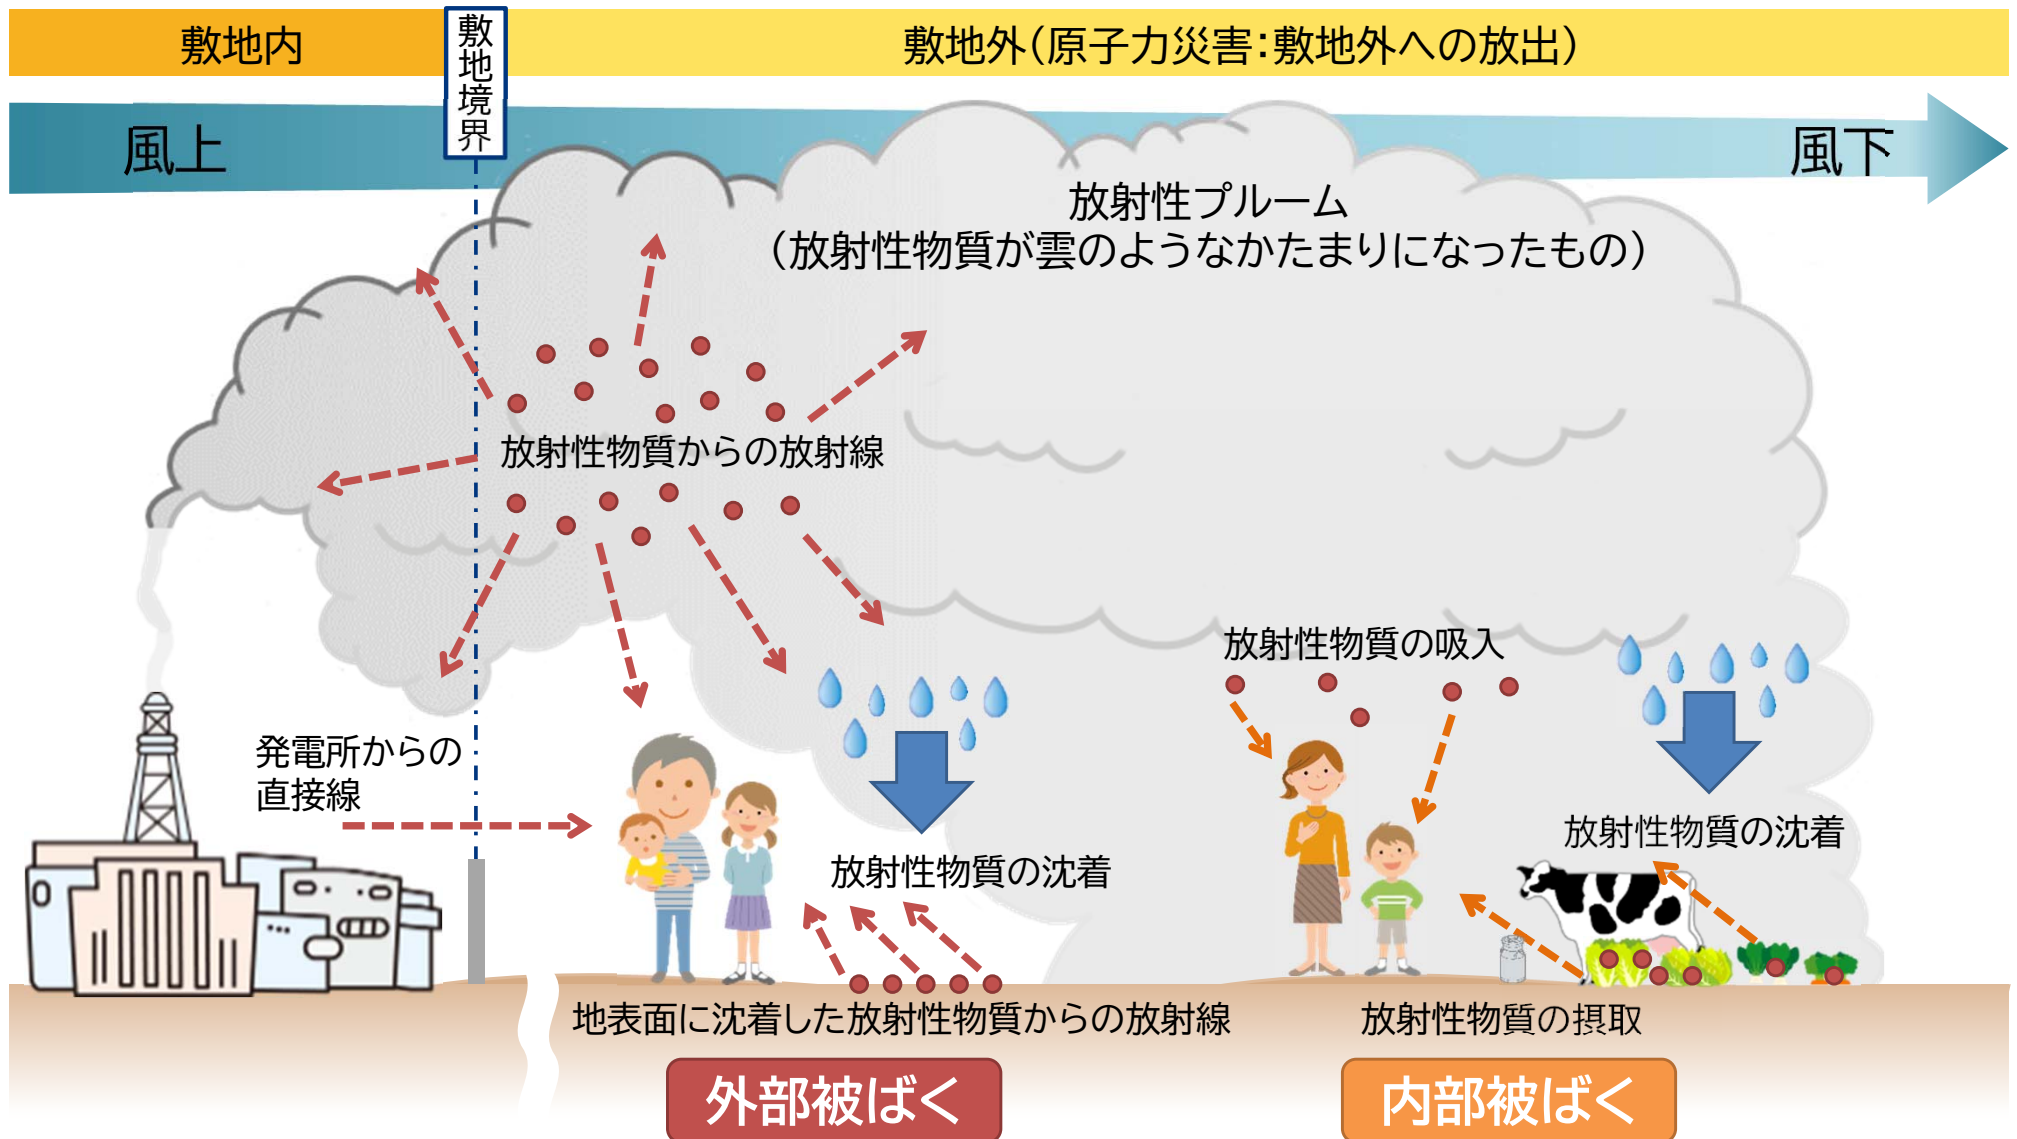 敷地内
敷地境界
敷地外(原子力災害:敷地外への放出)
風上
風下
放射性プルーム
(放射性物質が雲のようなかたまりになったもの)
放射性物質からの放射線
放射性物質の吸入
発電所からの
直接線
放射性物質の沈着
放射性物質の沈着
地表面に沈着した放射性物質からの放射線
放射性物質の摂取
外部被ばく
内部被ばく